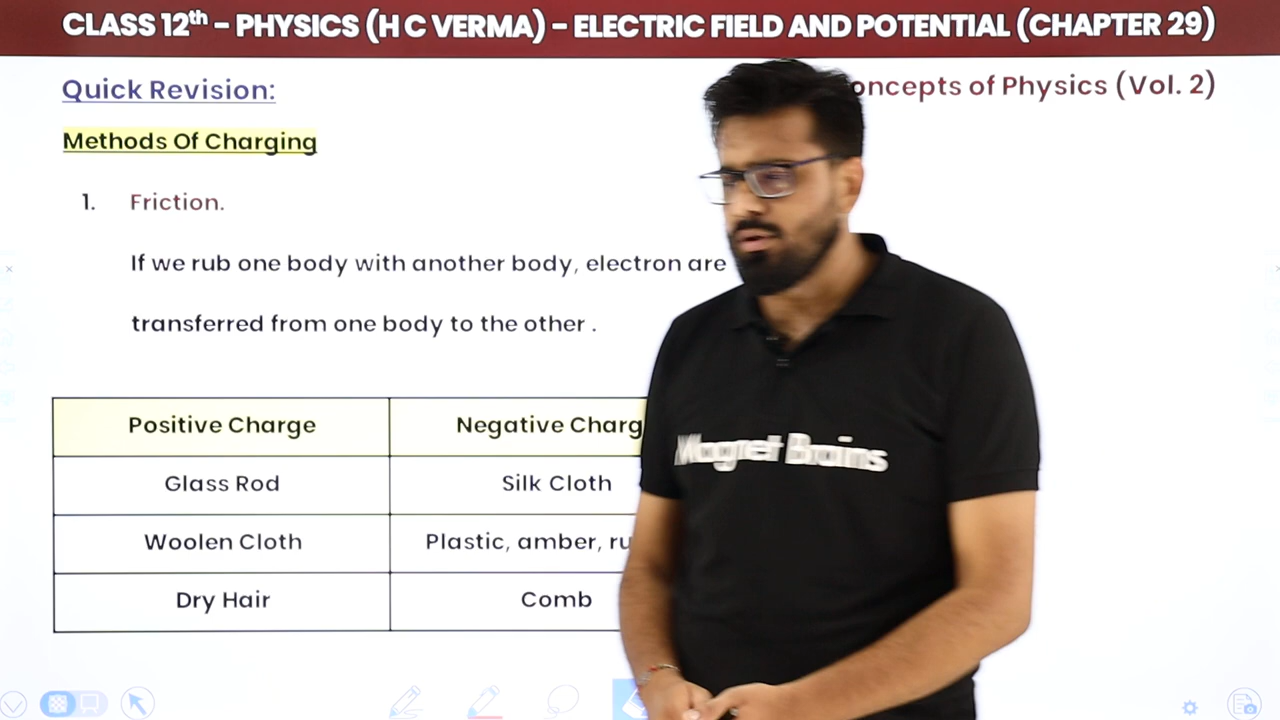 CLASS 12th – PHYSICS (H C VERMA) – ELECTRIC FIELD AND POTENTIAL (CHAPTER 29)
Quick Revision:
oncepts of Physics (Vol. 2)
Methods Of Charging
1. Friction.
If we rub one body with another body, electron are
transferred from one body to the other .
Positive Charge Negative Charg
Glass Rod Silk Cloth
Woolen Cloth Plastic, amber,
Dry Hair Comb
Magnet Brains